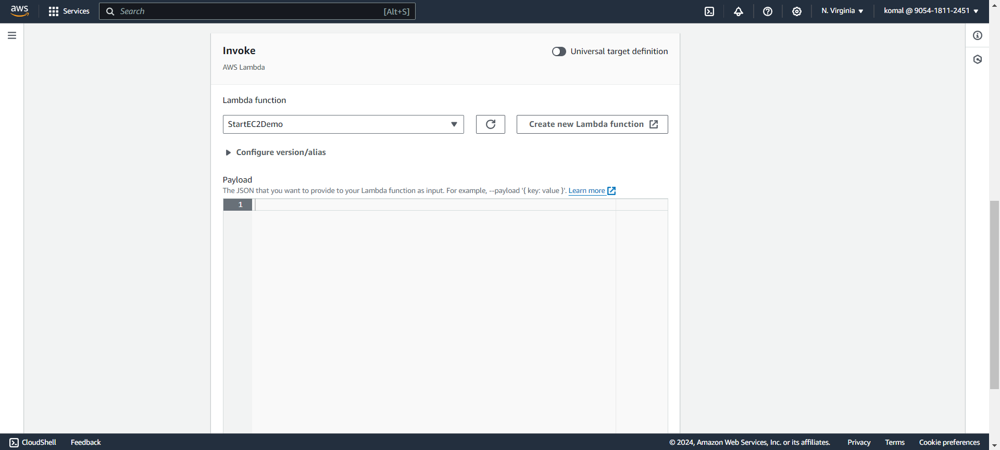 aws
Services
Search
[Alt+S]
N. Virginia
komal @ 9054-1811-2451
Invoke
Universal target definition
AWS Lambda
Lambda function
StartEC2Demo
Create new Lambda function
Configure version/alias
Payload
The JSON that you want to provide to your Lambda function as input. For example, --payload '{ key: value }'. Learn more
1
CloudShell
Feedback
© 2024, Amazon Web Services, Inc. or its affiliates.
Privacy
Terms
Cookie preferences